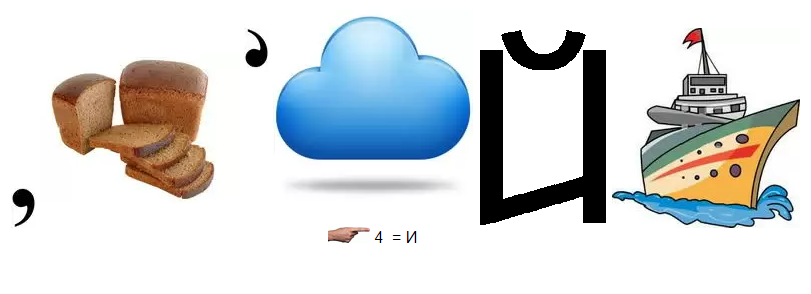 , , Й
4 = И